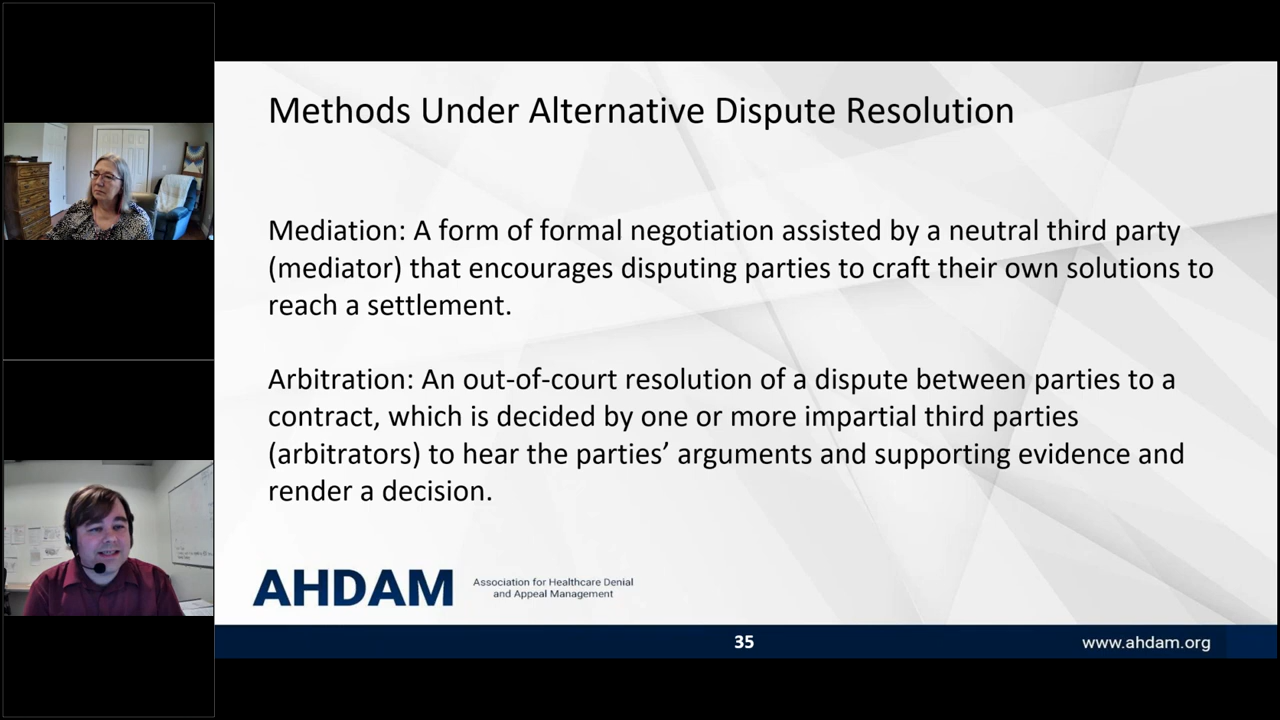 Methods Under Alternative Dispute Resolution
Mediation: A form of formal negotiation assisted by a neutral third party
(mediator) that encourages disputing parties to craft their own solutions to
reach a settlement.
Arbitration: An out-of-court resolution of a dispute between parties to a
contract, which is decided by one or more impartial third parties
(arbitrators) to hear the parties’ arguments and supporting evidence and
render a decision.
AHDAM
Association for Healthcare Denial
and Appeal Management
35
www.ahdam.org